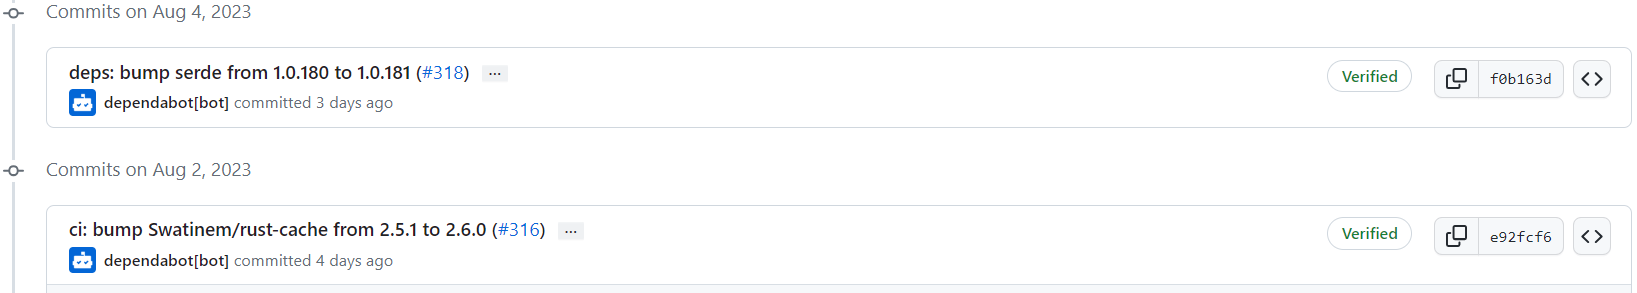 Commits on Aug 4, 2023
deps: bump serde from 1.0.180 to 1.0.181 (#318) ...
Verified
f0b163d
dependabot[bot] committed 3 days ago
Commits on Aug 2, 2023
ci: bump Swatinem/rust-cache from 2.5.1 to 2.6.0 (#316) ...
Verified
e92fcf6
dependabot[bot] committed 4 days ago